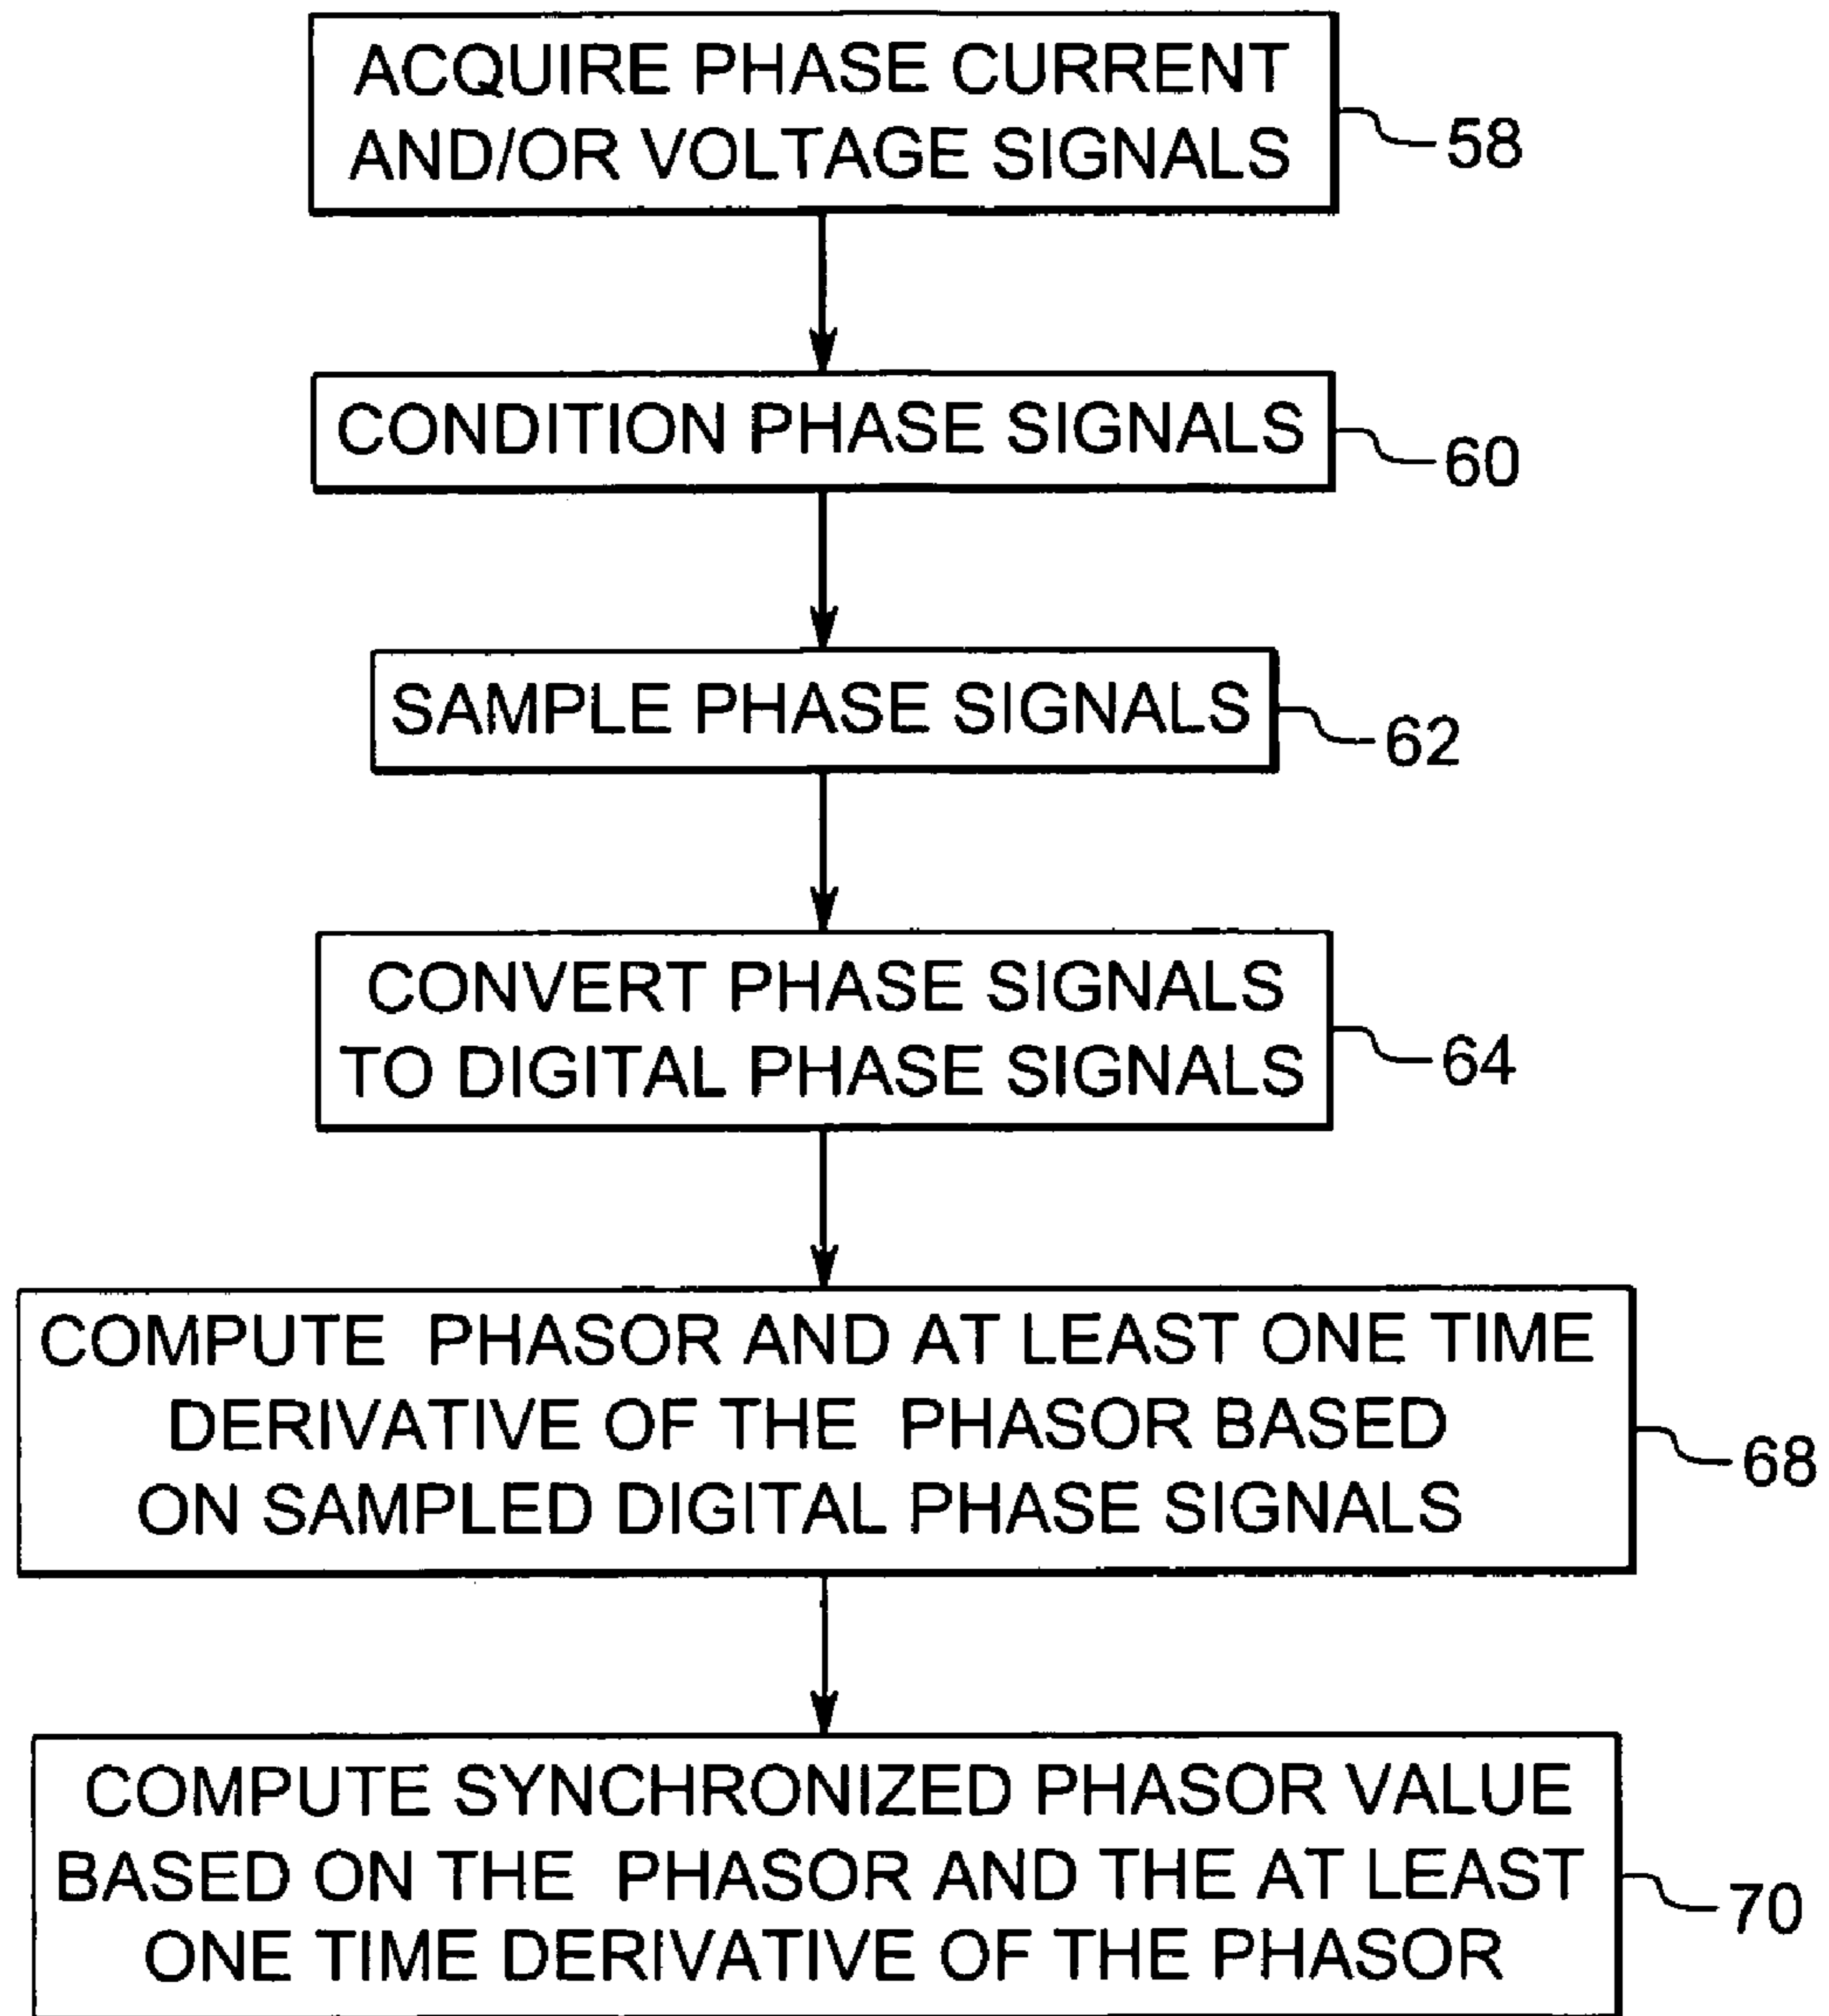 ACQUIRE PHASE CURRENT
AND/OR VOLTAGE SIGNALS
58
CONDITION PHASE SIGNALS
60
SAMPLE PHASE SIGNALS
62
CONVERT PHASE SIGNALS
TO DIGITAL PHASE SIGNALS
64
COMPUTE PHASOR AND AT LEAST ONE TIME
DERIVATIVE OF THE PHASOR BASED
ON SAMPLED DIGITAL PHASE SIGNALS
68
COMPUTE SYNCHRONIZED PHASOR VALUE
BASED ON THE PHASOR AND THE AT LEAST
ONE TIME DERIVATIVE OF THE PHASOR
70